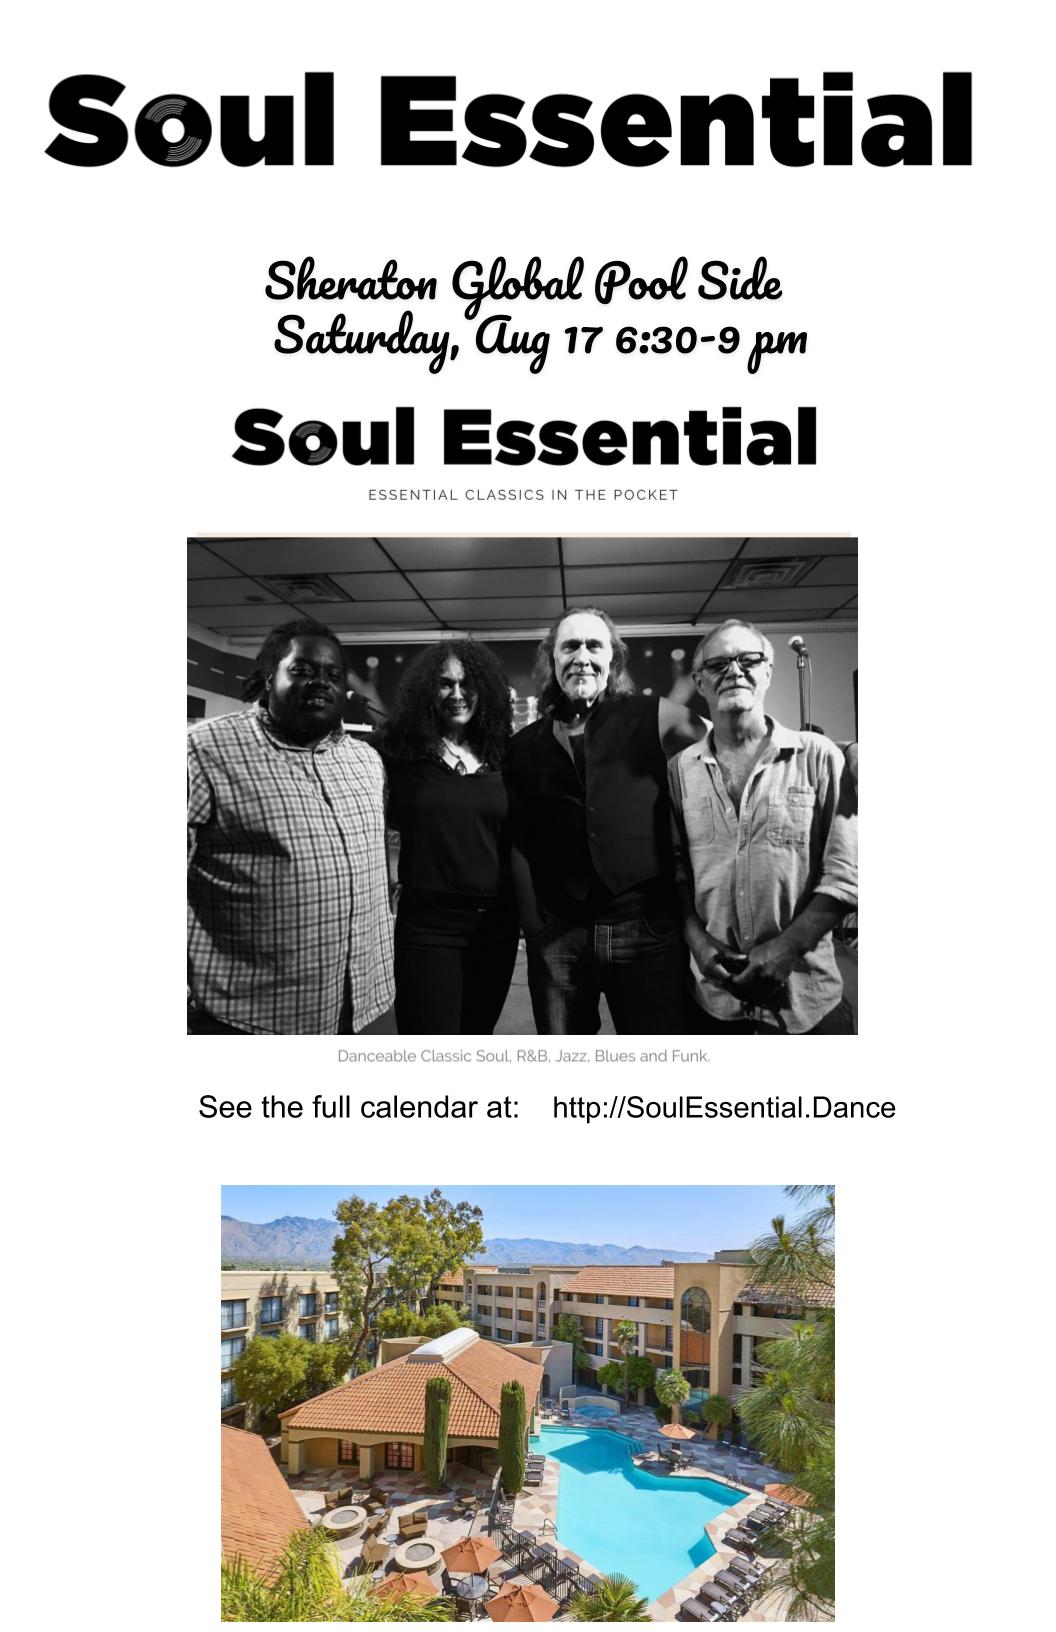 Soul Essential
Sheraton Global Pool Side
Saturday, Aug 17 6:30-9 pm
Soul Essential
ESSENTIAL CLASSICS IN THE POCKET
Danceable Classic Soul, R&B, Jazz, Blues and Funk.
See the full calendar at: http://SoulEssential.Dance